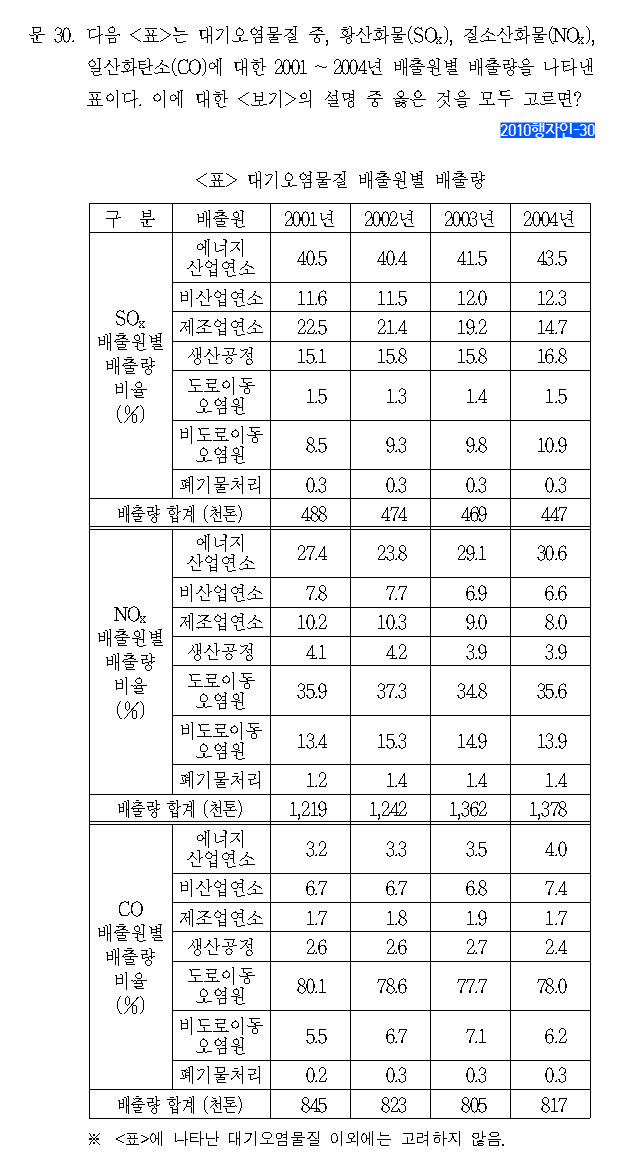 문 30. 다음 <표>는 대기오염물질 중, 황산화물(SOx), 질소산화물(NOx),
일산화탄소(CO)에 대한 2001 ~ 2004년 배출원별 배출량을 나타낸
표이다. 이에 대한 <보기>의 설명 중 옳은 것을 모두 고르면?
2010행자인-30
<표> 대기오염물질 배출원별 배출량
구 분 배출원 2001년 2002년 2003년 2004년
SOx 배출원별 배출량 비율 (%)
에너지 산업연소 40.5 40.4 41.5 43.5
비산업연소 11.6 11.5 12.0 12.3
제조업연소 22.5 21.4 19.2 14.7
생산공정 15.1 15.8 15.8 16.8
도로이동 오염원 1.5 1.3 1.4 1.5
비도로이동 오염원 8.5 9.3 9.8 10.9
폐기물처리 0.3 0.3 0.3 0.3
배출량 합계 (천톤) 488 474 469 447
NOx 배출원별 배출량 비율 (%)
에너지 산업연소 27.4 23.8 29.1 30.6
비산업연소 7.8 7.7 6.9 6.6
제조업연소 10.2 10.3 9.0 8.0
생산공정 4.1 4.2 3.9 3.9
도로이동 오염원 35.9 37.3 34.8 35.6
비도로이동 오염원 13.4 15.3 14.9 13.9
폐기물처리 1.2 1.4 1.4 1.4
배출량 합계 (천톤) 1,219 1,242 1,362 1,378
CO 배출원별 배출량 비율 (%)
에너지 산업연소 3.2 3.3 3.5 4.0
비산업연소 6.7 6.7 6.8 7.4
제조업연소 1.7 1.8 1.9 1.7
생산공정 2.6 2.6 2.7 2.4
도로이동 오염원 80.1 78.6 77.7 78.0
비도로이동 오염원 5.5 6.7 7.1 6.2
폐기물처리 0.2 0.3 0.3 0.3
배출량 합계 (천톤) 845 823 805 817
※ <표>에 나타난 대기오염물질 이외에는 고려하지 않음.